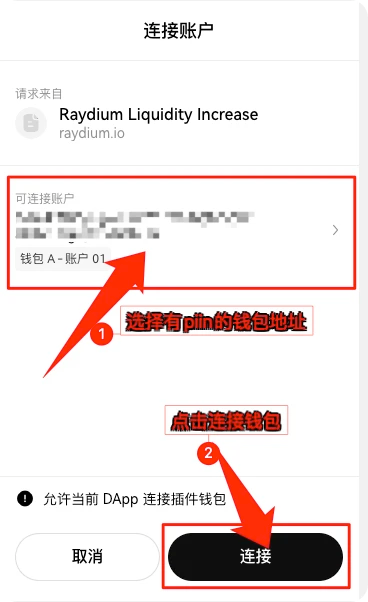 连接账户
请求来自
Raydium Liquidity Increase
raydium.io
可连接账户
钱包 A - 账户 01
1
选择有piin的钱包地址
点击连接钱包
2
允许当前 DApp 连接插件钱包
取消
连接